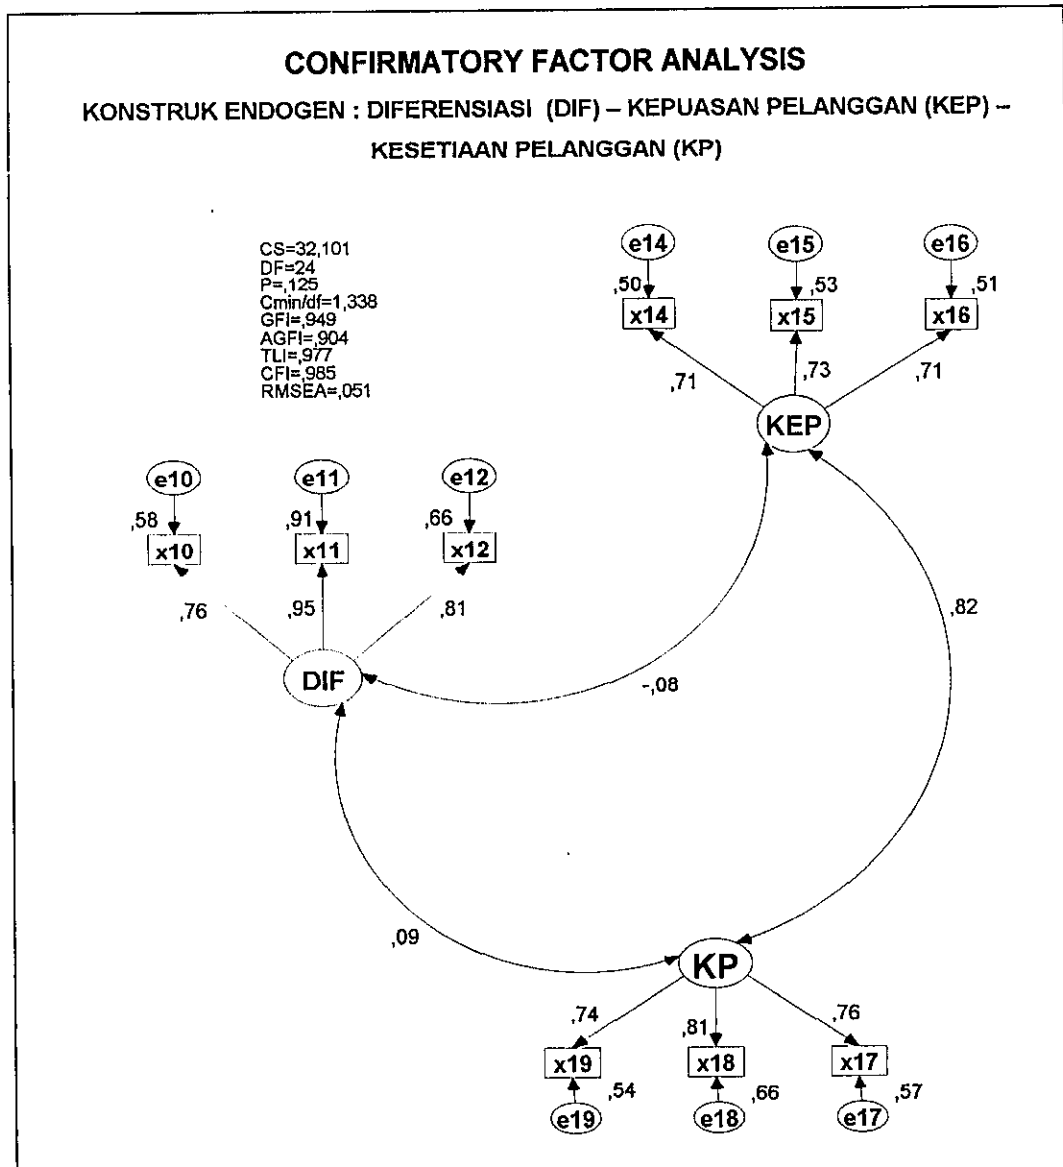 CONFIRMATORY FACTOR ANALYSIS
KONSTRUK ENDOGEN : DIFERENSIASI (DIF) – KEPUASAN PELANGGAN (KEP) –
KESETIAAN PELANGGAN (KP)
CS=32,101
DF=24
P=,125
Cmin/df=1,338
GFI=,949
AGFI=,904
TLI=,977
CFI=,985
RMSEA=,051
e14 e15 e16
,50 ,53 ,51
x14 x15 x16
,71 ,73 ,71
KEP
e10 e11 e12
,58 ,91 ,66
x10 x11 x12
,76 ,95 ,81
,82
DIF
-,08
,09
KP
,74 ,81 ,76
x19 x18 x17
,54 ,66 ,57
e19 e18 e17